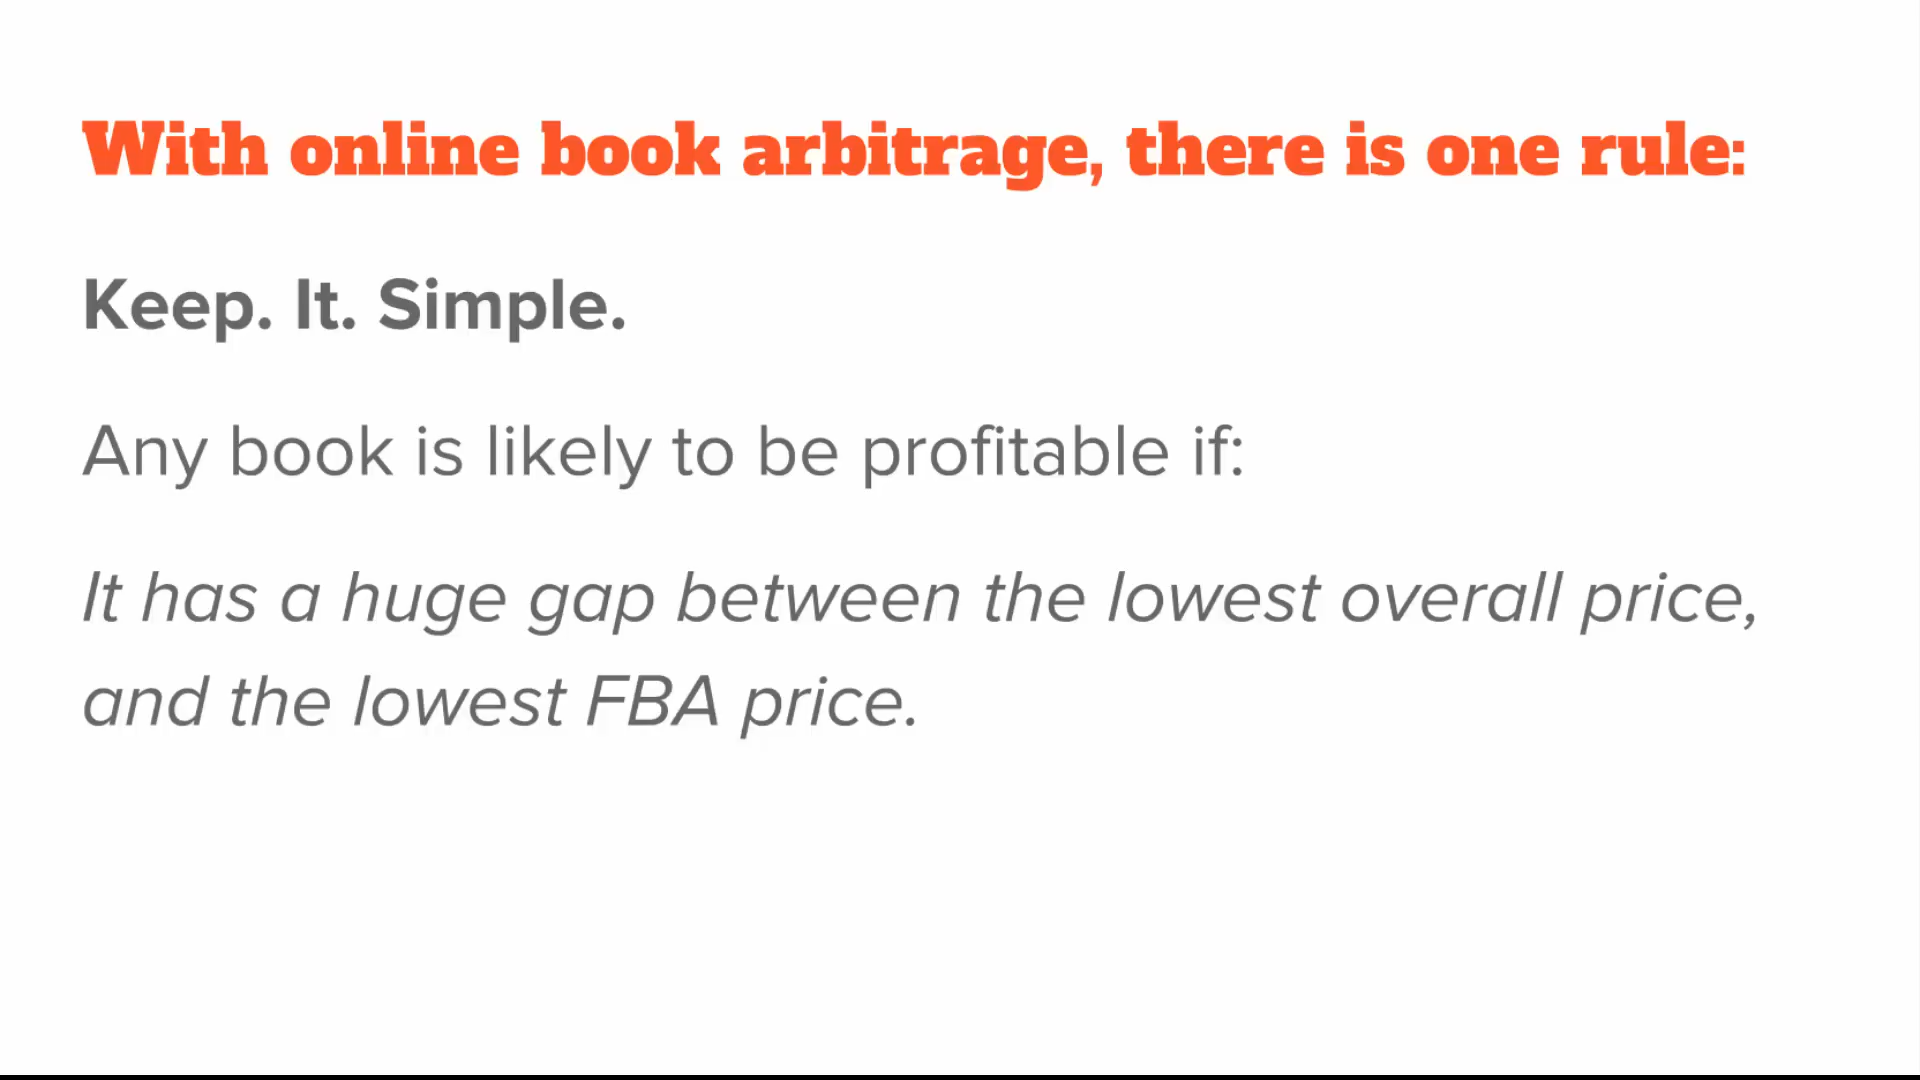 With online book arbitrage, there is one rule:
Keep. It. Simple.
Any book is likely to be profitable if:
It has a huge gap between the lowest overall price,
and the lowest FBA price.